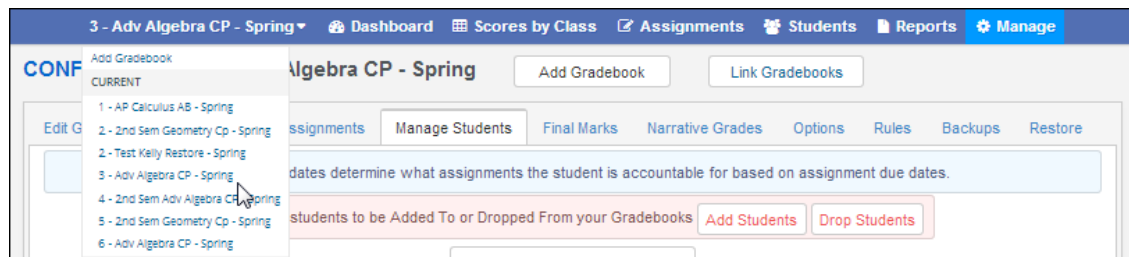 3 - Adv Algebra CP - Spring Dashboard Scores by Class Assignments Students Reports Manage
CONF lgebra CP - Spring Add Gradebook Link Gradebooks
Add Gradebook
CURRENT
1 - AP Calculus AB - Spring
2 - 2nd Sem Geometry Cp - Spring
2 - Test Kelly Restore - Spring
3 - Adv Algebra CP - Spring
4 - 2nd Sem Adv Algebra CP - Spring
5 - 2nd Sem Geometry Cp - Spring
6 - Adv Algebra CP - Spring
Edit G ssignments Manage Students Final Marks Narrative Grades Options Rules Backups Restore
dates determine what assignments the student is accountable for based on assignment due dates.
students to be Added To or Dropped From your Gradebooks Add Students Drop Students